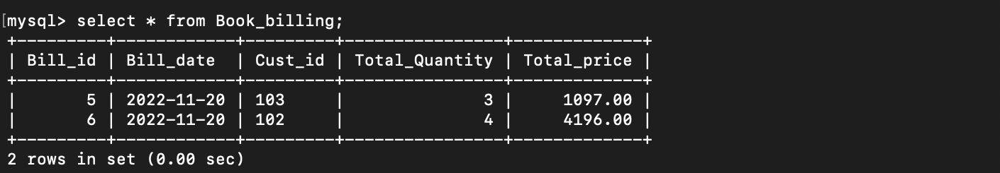 mysql> select * from Book_billing;
+---------+------------+---------+----------------+-------------+
| Bill_id | Bill_date  | Cust_id | Total_Quantity | Total_price |
+---------+------------+---------+----------------+-------------+
|       5 | 2022-11-20 | 103     |              3 |     1097.00 |
|       6 | 2022-11-20 | 102     |              4 |     4196.00 |
+---------+------------+---------+----------------+-------------+
2 rows in set (0.00 sec)